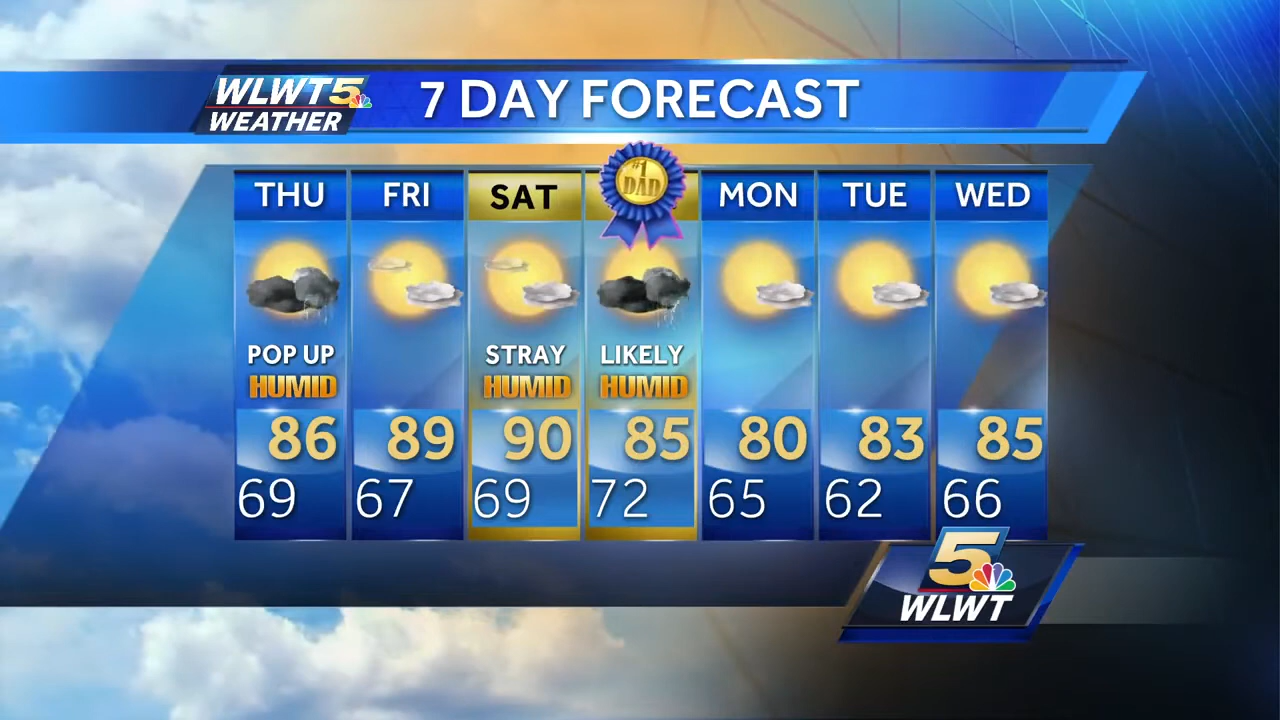 WLWT5
WEATHER
7 DAY FORECAST
THU FRI SAT MON TUE WED
#1
DAD
POP UP STRAY LIKELY
HUMID HUMID HUMID
86 89 90 85 80 83 85
69 67 69 72 65 62 66
5
WLWT